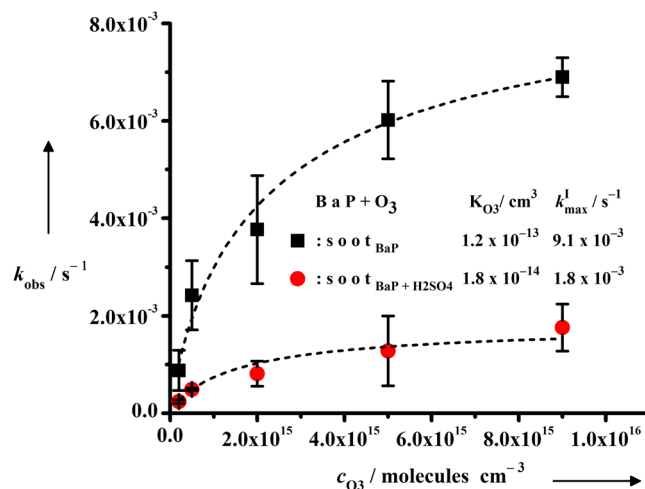 8.0x10⁻³
6.0x10⁻³
4.0x10⁻³
2.0x10⁻³
0.0
k_obs / s⁻¹
B a P + O₃ K_O3 / cm³ k^I_max / s⁻¹
: s o o t _BaP 1.2 x 10⁻¹³ 9.1 x 10⁻³
: s o o t _BaP + H2SO4 1.8 x 10⁻¹⁴ 1.8 x 10⁻³
0.0 2.0x10¹⁵ 4.0x10¹⁵ 6.0x10¹⁵ 8.0x10¹⁵ 1.0x10¹⁶
c_O3 / molecules cm⁻³